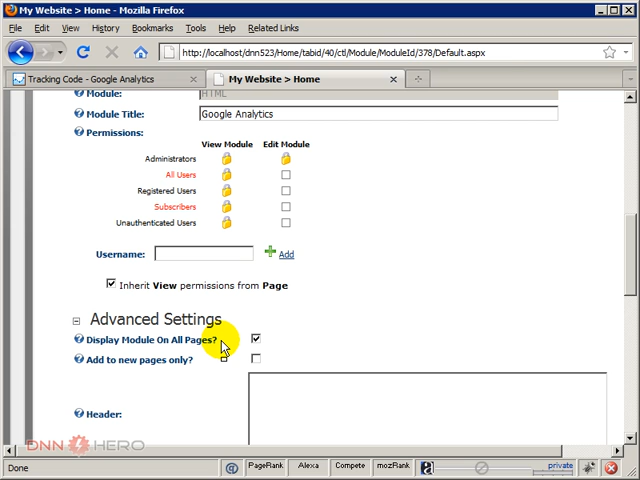 My Website > Home - Mozilla Firefox
File Edit View History Bookmarks Tools Help
http://localhost/dnn523/Home/tabid/40/ctl/Module/ModuleId/378/Default.aspx
Tracking Code - Google Analytics
My Website > Home
Module: HTML
Module Title: Google Analytics
Permissions:
View Module Edit Module
Administrators
All Users
Registered Users
Subscribers
Unauthenticated Users
Username: Add
Inherit View permissions from Page
Advanced Settings
Display Module On All Pages?
Add to new pages only?
Header:
DNN HERO
Done @ PageRank Alexa Compete mozRank a private